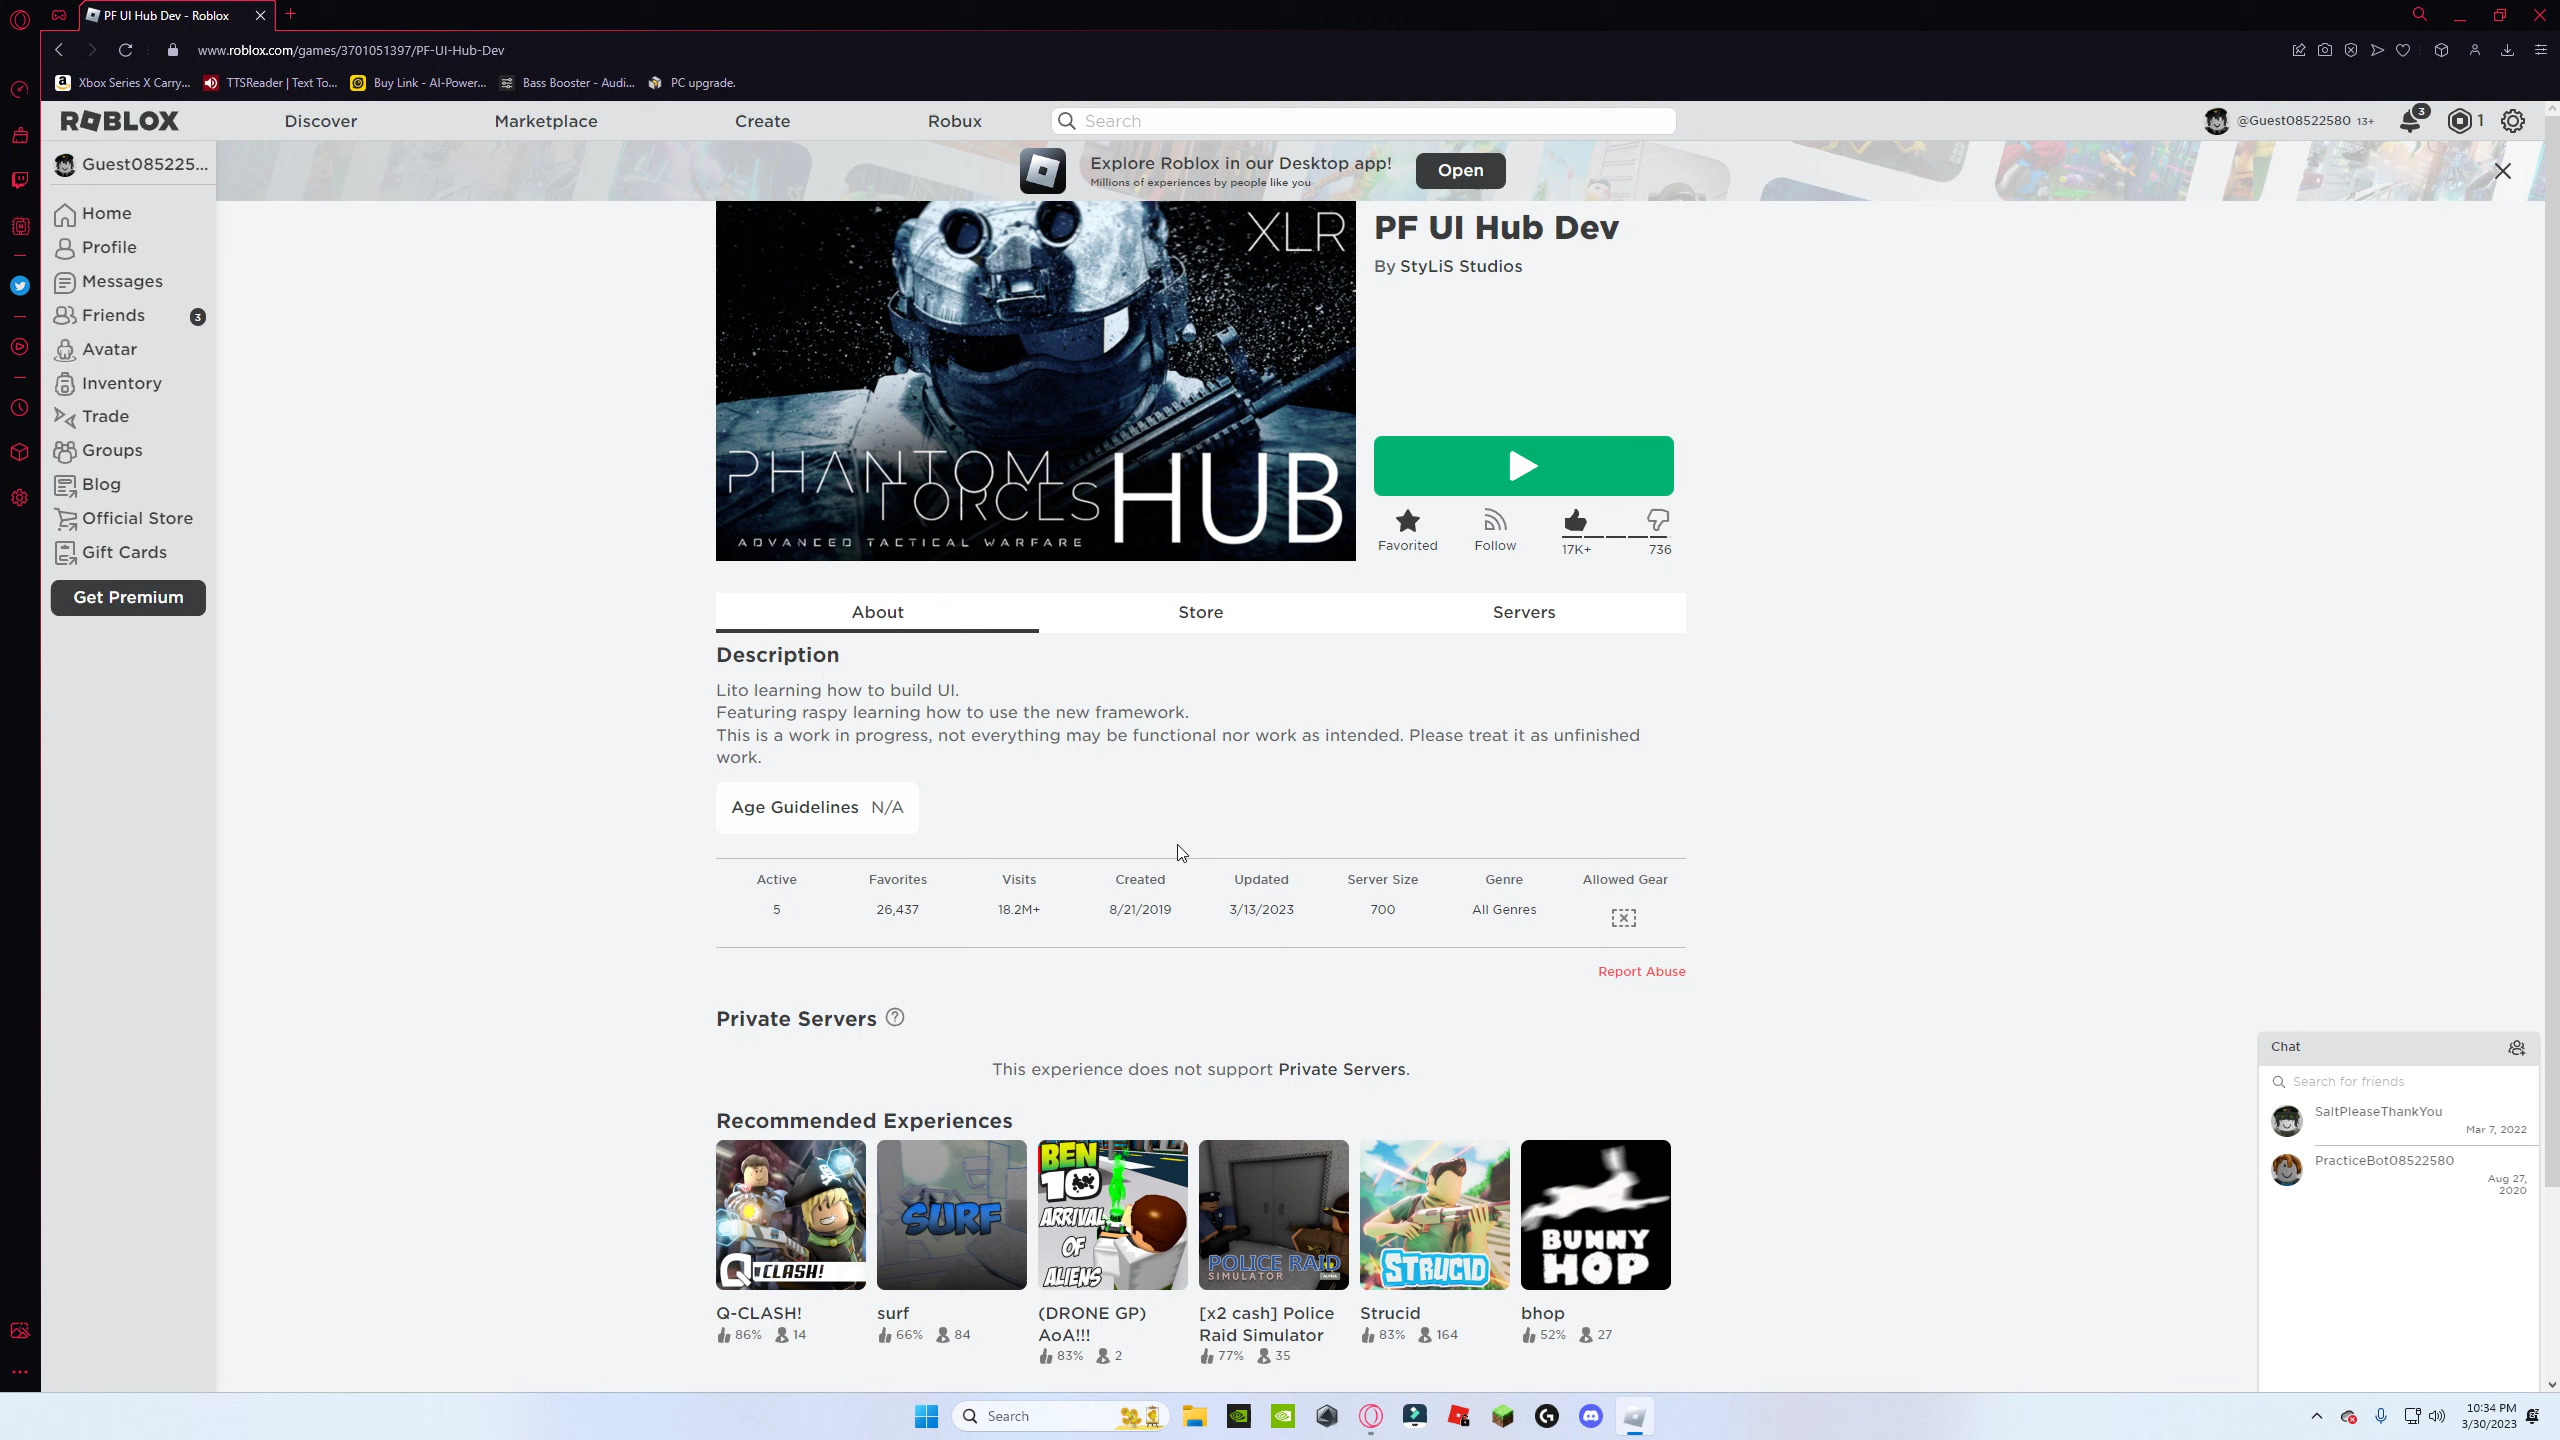 PF UI Hub Dev - Roblox
www.roblox.com/games/3701051397/PF-UI-Hub-Dev
Xbox Series X Carry...
TTSReader | Text To...
Buy Link - AI-Power...
Bass Booster - Audi...
PC upgrade.
ROBLOX
Discover
Marketplace
Create
Robux
Search
@Guest08522580 13+
3
1
Guest085225...
Explore Roblox in our Desktop app!
Millions of experiences by people like you
Open
Home
Profile
Messages
Friends 3
Avatar
Inventory
Trade
Groups
Blog
Official Store
Gift Cards
Get Premium
XLR
PHANTOM
FORCES
HUB
ADVANCED TACTICAL WARFARE
PF UI Hub Dev
By StyLiS Studios
Favorited
Follow
17K+
736
About
Store
Servers
Description
Lito learning how to build UI.
Featuring raspy learning how to use the new framework.
This is a work in progress, not everything may be functional nor work as intended. Please treat it as unfinished
work.
Age Guidelines N/A
Active Favorites Visits Created Updated Server Size Genre Allowed Gear
5 26,437 18.2M+ 8/21/2019 3/13/2023 700 All Genres
Report Abuse
Private Servers
This experience does not support Private Servers.
Recommended Experiences
Q-CLASH!
SURF
BEN
10
ARRIVAL
OF
ALIENS
POLICE RAID
SIMULATOR
ALPHA
STRUCID
BUNNY
HOP
Q-CLASH!
86% 14
surf
66% 84
(DRONE GP)
AoA!!!
83% 2
[x2 cash] Police
Raid Simulator
77% 35
Strucid
83% 164
bhop
52% 27
Chat
Search for friends
SaltPleaseThankYou
Mar 7, 2022
PracticeBot08522580
Aug 27,
2020
Search
10:34 PM
3/30/2023